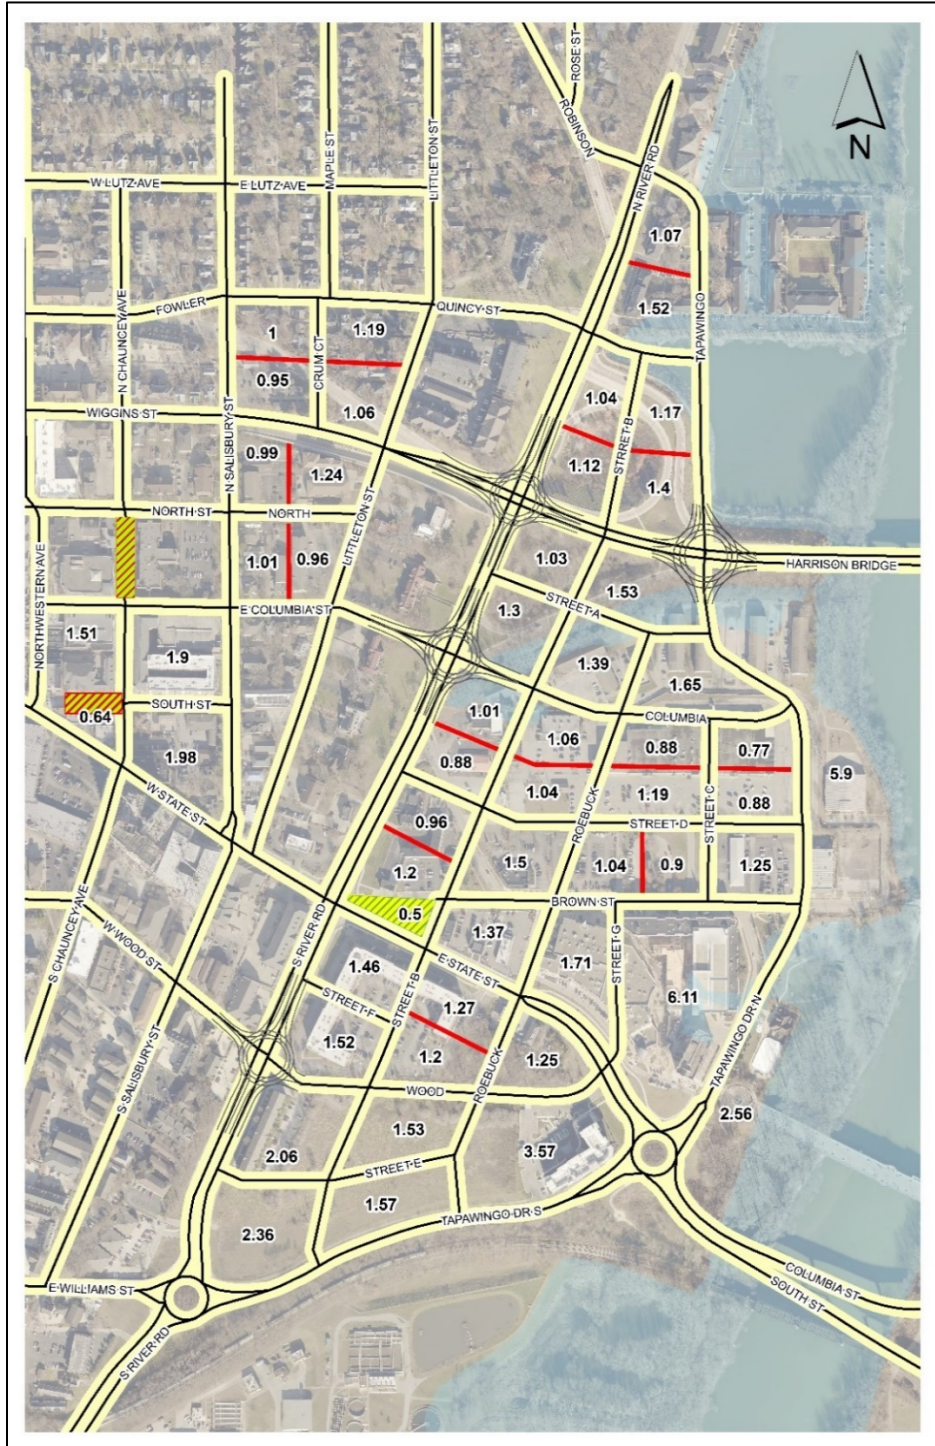 ROSE ST
ROBINSON
N
MAPLE ST
LITTLETON ST
N RIVER RD
W LUTZ AVE
E LUTZ AVE
1.07
1.52
TAPAWINGO
N CHAUNCEY AVE
FOWLER
QUINCY ST
1
1.19
CRUM CT
0.95
1.06
1.04
1.17
STRRET B
1.12
1.4
WIGGINS ST
N SALISBURY ST
0.99
1.24
NORTH ST
NORTH
LITTLETON ST
NORTHWESTERN AVE
1.01
0.96
1.03
1.53
HARRISON BRIDGE
STREET A
1.3
E COLUMBIA ST
1.51
1.9
1.39
1.65
0.64
SOUTH ST
1.01
COLUMBIA
1.98
1.06
0.88
0.77
0.88
5.9
W STATE ST
1.04
1.19
0.88
STREET C
ROEBUCK
0.96
STREET D
1.5
1.04
0.9
1.25
1.2
S CHAUNCEY AVE
0.5
BROWN ST
W WOOD ST
S RIVER RD
1.37
STREET G
1.46
E STATE ST
1.71
STREET B
6.11
STREET F
1.27
S SALISBURY ST
1.52
1.2
1.25
ROEBUCK
TAPAWINGO DR N
WOOD
2.56
1.53
3.57
2.06
STREET E
1.57
2.36
TAPAWINGO DR S
E WILLIAMS ST
COLUMBIA ST
SOUTH ST
S RIVER RD